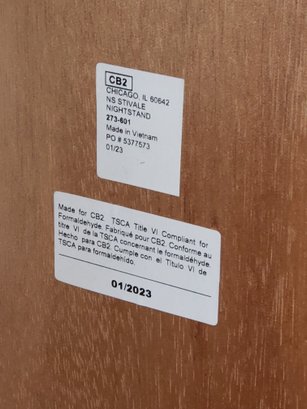 CB2
CHICAGO, IL 60642
NS STIVALE
NIGHTSTAND
273-601
Made in Vietnam
PO # 5377573
01/23
Made for CB2. TSCA Title VI Compliant for
Formaldehyde. Fabriqué pour CB2. Conforme au
titre VI de la TSCA concernant le formaldéhyde.
Hecho para CB2. Cumple con el Título VI de
TSCA para formaldehído.
01/2023